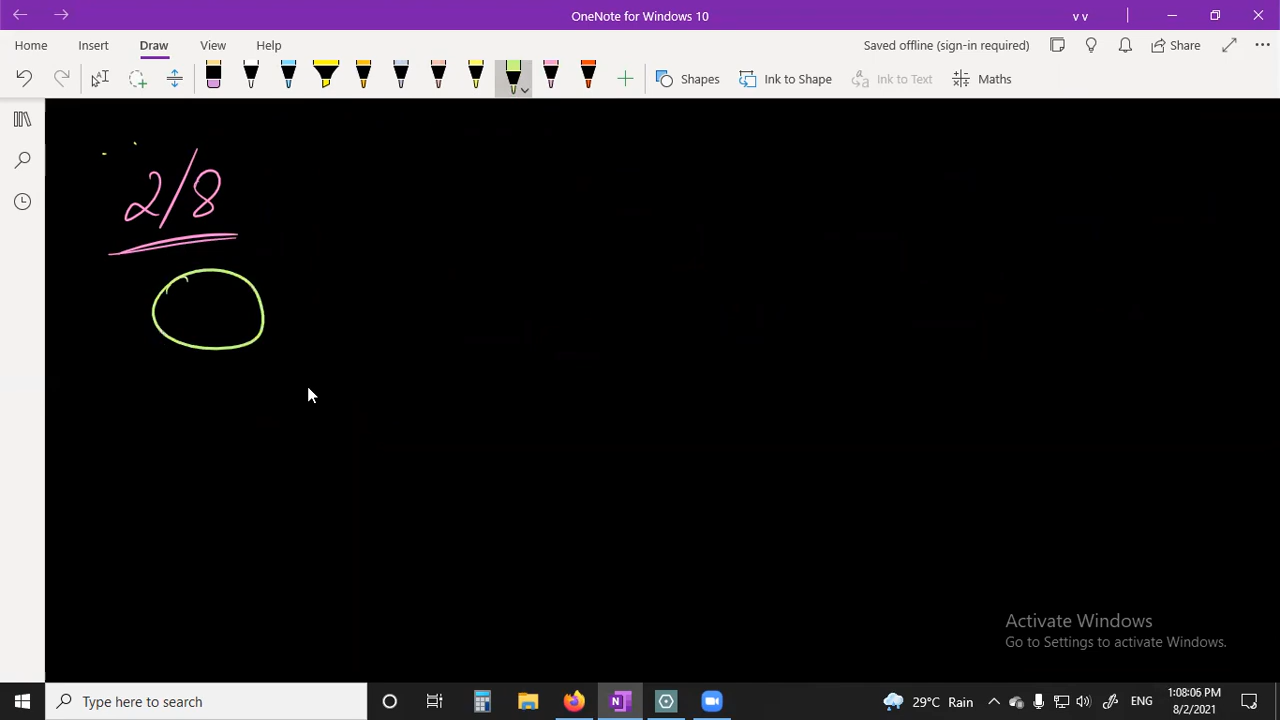 OneNote for Windows 10
v v
Home Insert Draw View Help
Saved offline (sign-in required)
Share
Shapes
Ink to Shape
Ink to Text
Maths
2/8
Activate Windows
Go to Settings to activate Windows.
Type here to search
29°C Rain
ENG
1:08:06 PM
8/2/2021